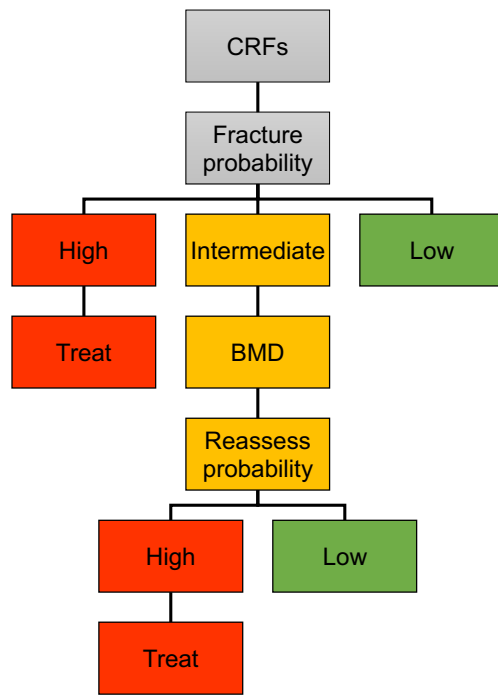 CRFs
Fracture
probability
High
Intermediate
Low
Treat
BMD
Reassess
probability
High
Low
Treat